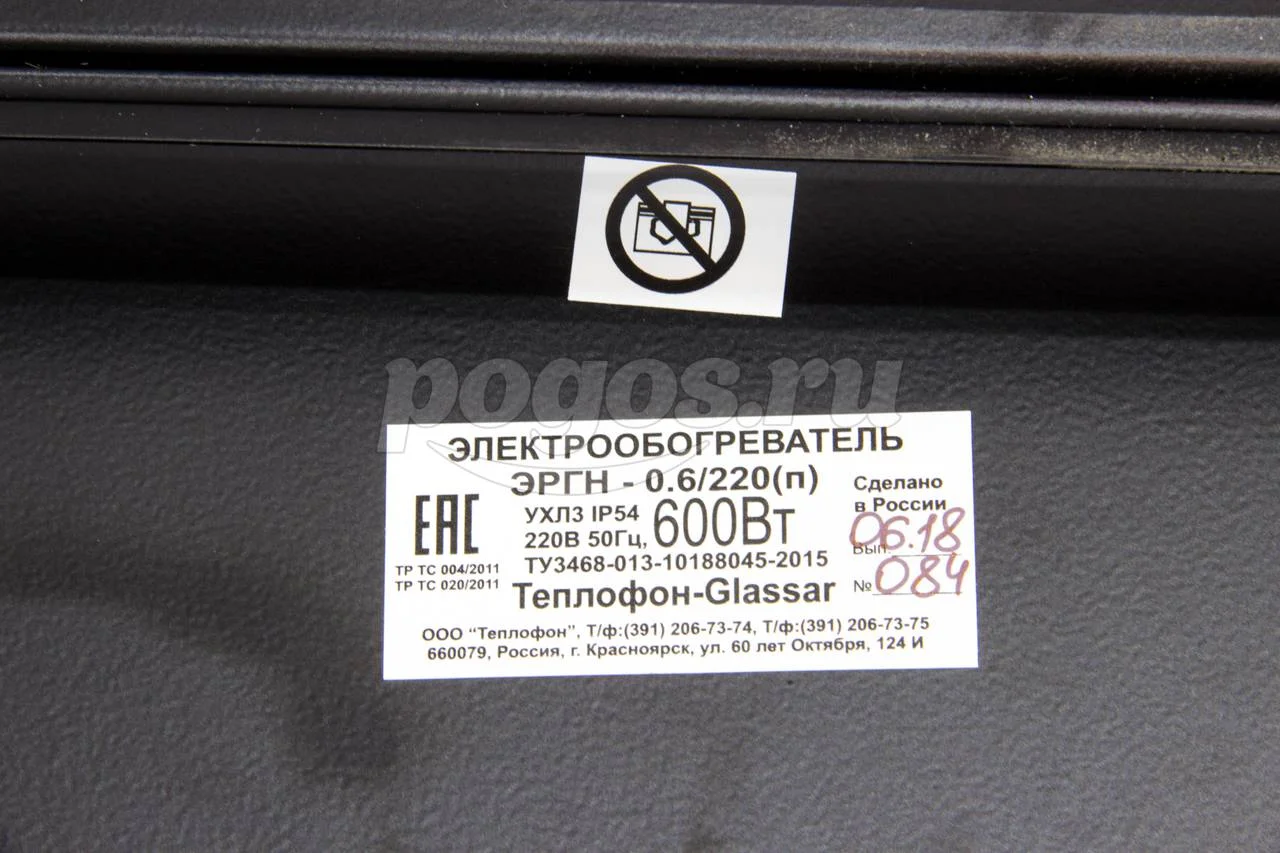 pogos.ru
ЭЛЕКТРООБОГРЕВАТЕЛЬ
ЭРГН - 0.6/220(п)
EAC
ТР ТС 004/2011
ТР ТС 020/2011
УХЛ3 IP54
220В 50Гц, 600Вт
ТУ3468-013-10188045-2015
Теплофон-Glassar
Сделано
в России
Вып. 06.18
№ 084
ООО “Теплофон”, Т/ф:(391) 206-73-74, Т/ф:(391) 206-73-75
660079, Россия, г. Красноярск, ул. 60 лет Октября, 124 И